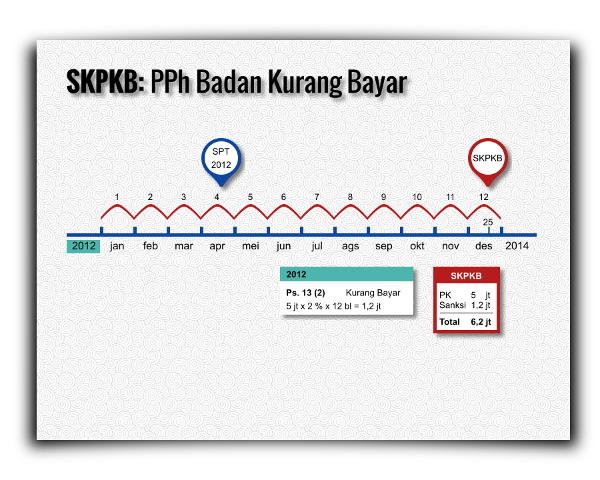 SKPKB: PPh Badan Kurang Bayar
SPT
2012
SKPKB
1 2 3 4 5 6 7 8 9 10 11 12
25
2012 jan feb mar apr mei jun jul ags sep okt nov des 2014
2012
Ps. 13 (2) Kurang Bayar
5 jt x 2 % x 12 bl = 1,2 jt
SKPKB
PK 5 jt
Sanksi 1,2 jt
Total 6,2 jt